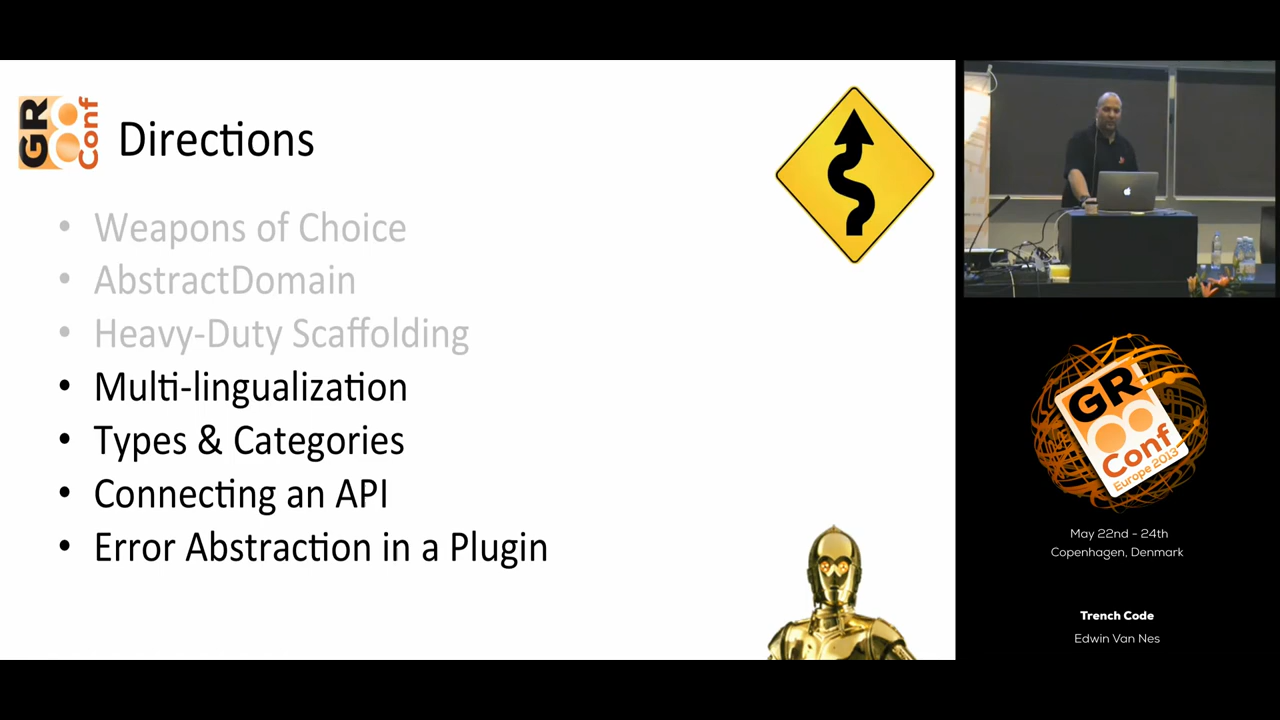 GR
Conf
Directions
• Weapons of Choice
• AbstractDomain
• Heavy-Duty Scaffolding
• Multi-lingualization
• Types & Categories
• Connecting an API
• Error Abstraction in a Plugin
GR
Conf
Europe 2013
May 22nd - 24th
Copenhagen, Denmark
Trench Code
Edwin Van Nes